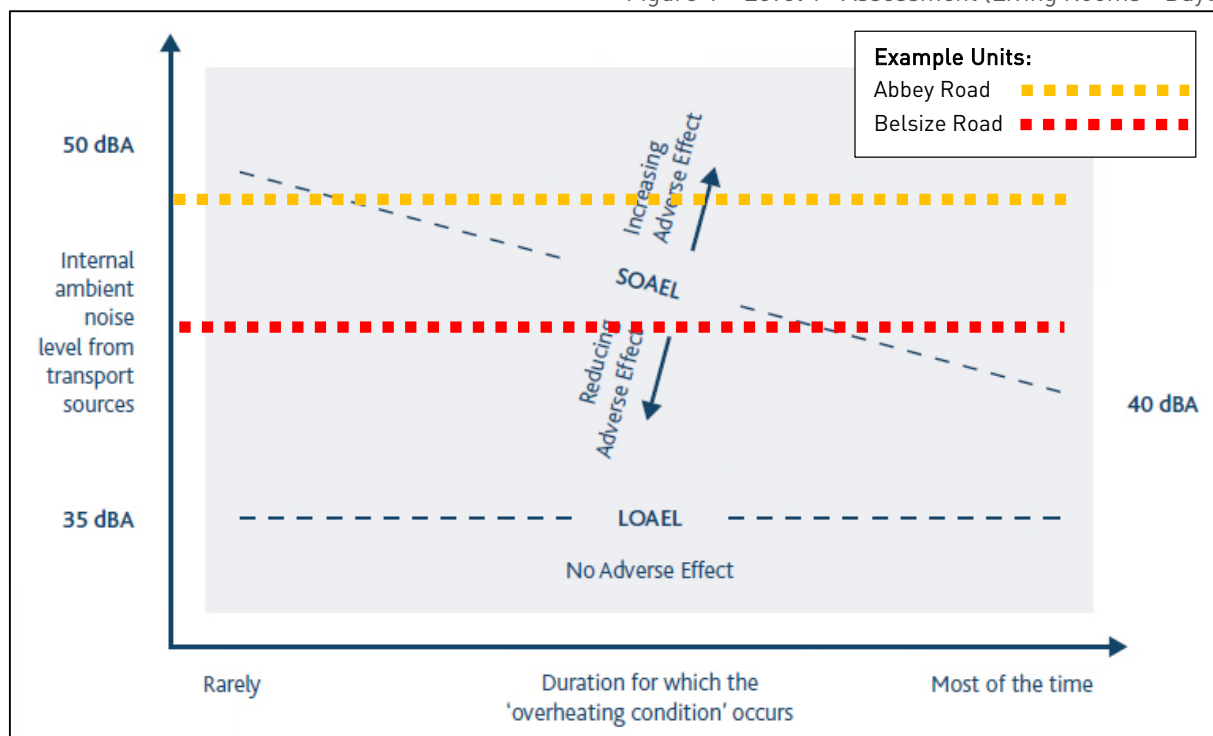 Example Units:
Abbey Road
Belsize Road
50 dBA
Increasing
Adverse Effect
Internal
ambient
noise
level from
transport
sources
SOAEL
Reducing
Adverse Effect
40 dBA
35 dBA
LOAEL
No Adverse Effect
Rarely
Duration for which the
‘overheating condition’ occurs
Most of the time